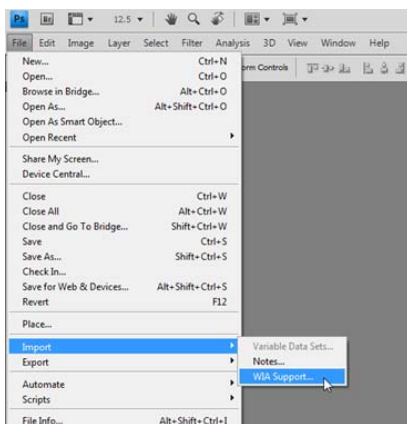 Ps Br 12.5
File Edit Image Layer Select Filter Analysis 3D View Window Help
orm Controls
New... Ctrl+N
Open... Ctrl+O
Browse in Bridge... Alt+Ctrl+O
Open As... Alt+Shift+Ctrl+O
Open As Smart Object...
Open Recent
Share My Screen...
Device Central...
Close Ctrl+W
Close All Alt+Ctrl+W
Close and Go To Bridge... Shift+Ctrl+W
Save Ctrl+S
Save As... Shift+Ctrl+S
Check In...
Save for Web & Devices... Alt+Shift+Ctrl+S
Revert F12
Place...
Import
Variable Data Sets...
Export
Notes...
WIA Support...
Automate
Scripts
File Info... Alt+Shift+Ctrl+I